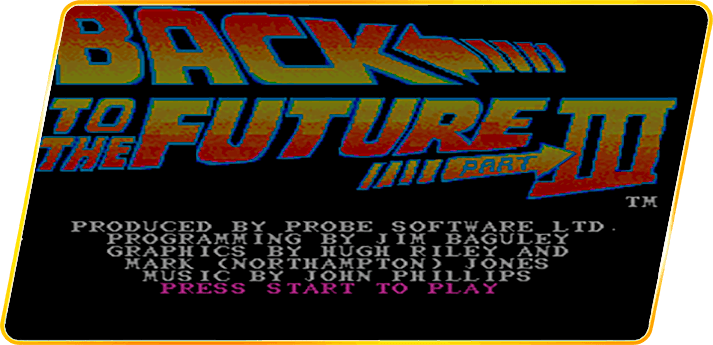 BACK
TO THE FUTURE III
PART
TM
PRODUCED BY PROBE SOFTWARE LTD.
PROGRAMMING BY JIM BAGULEY
GRAPHICS BY HUGH RILEY AND
MARK (NORTHAMPTON) JONES
MUSIC BY JOHN PHILLIPS
PRESS START TO PLAY